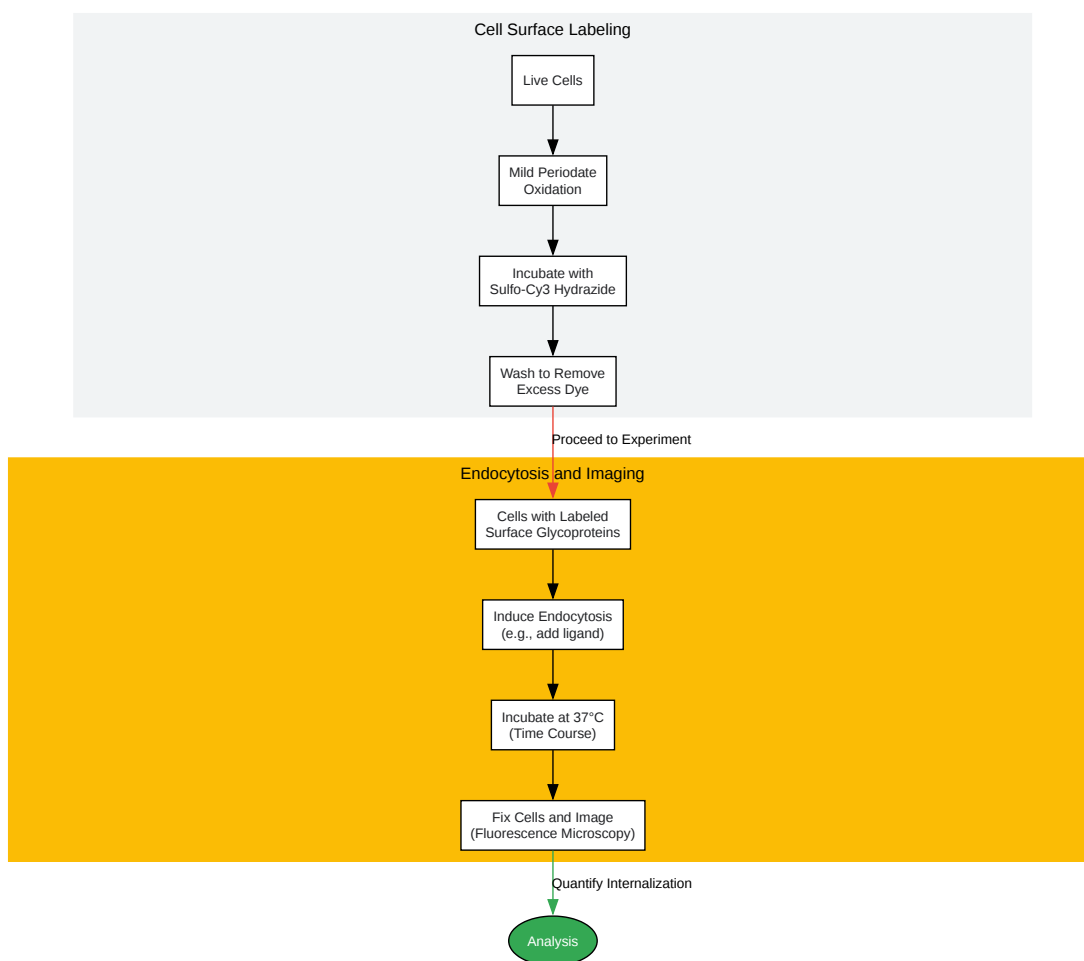 Cell Surface Labeling
Live Cells
Mild Periodate
Oxidation
Incubate with
Sulfo-Cy3 Hydrazide
Wash to Remove
Excess Dye
Proceed to Experiment
Endocytosis and Imaging
Cells with Labeled
Surface Glycoproteins
Induce Endocytosis
(e.g., add ligand)
Incubate at 37°C
(Time Course)
Fix Cells and Image
(Fluorescence Microscopy)
Quantify Internalization
Analysis